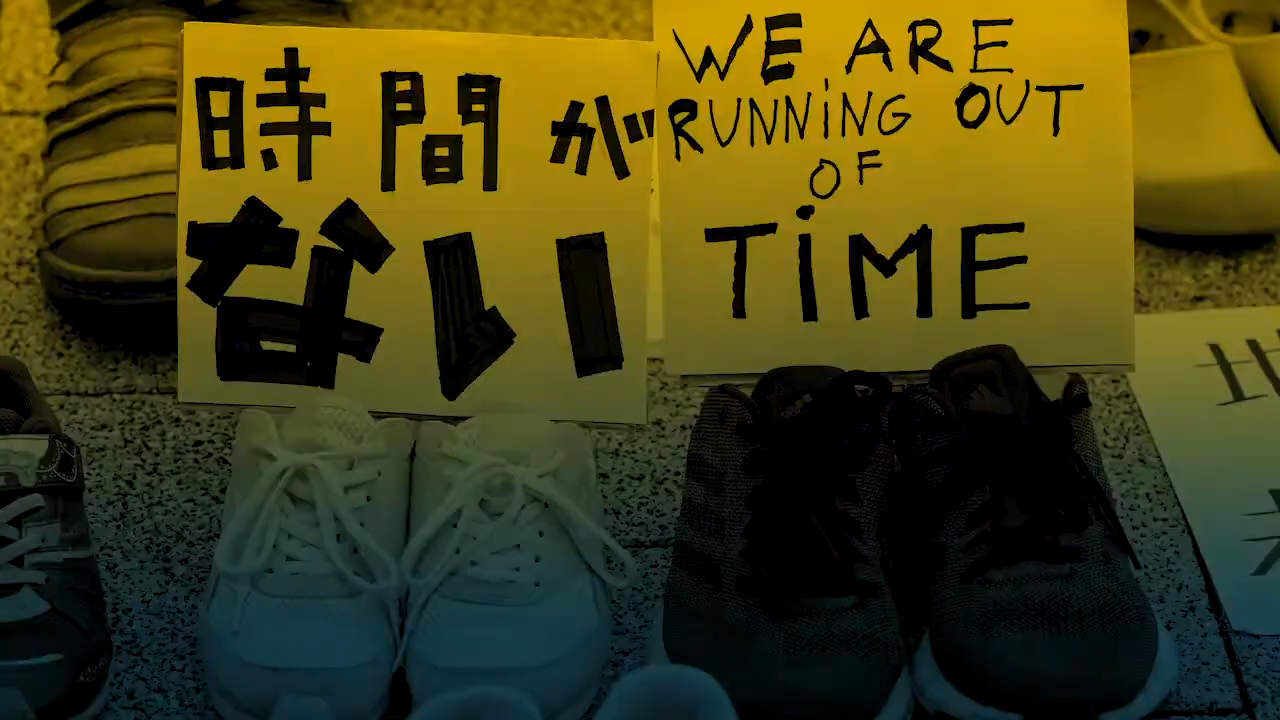 時間が
ない
WE ARE
RUNNING OUT
OF
TIME